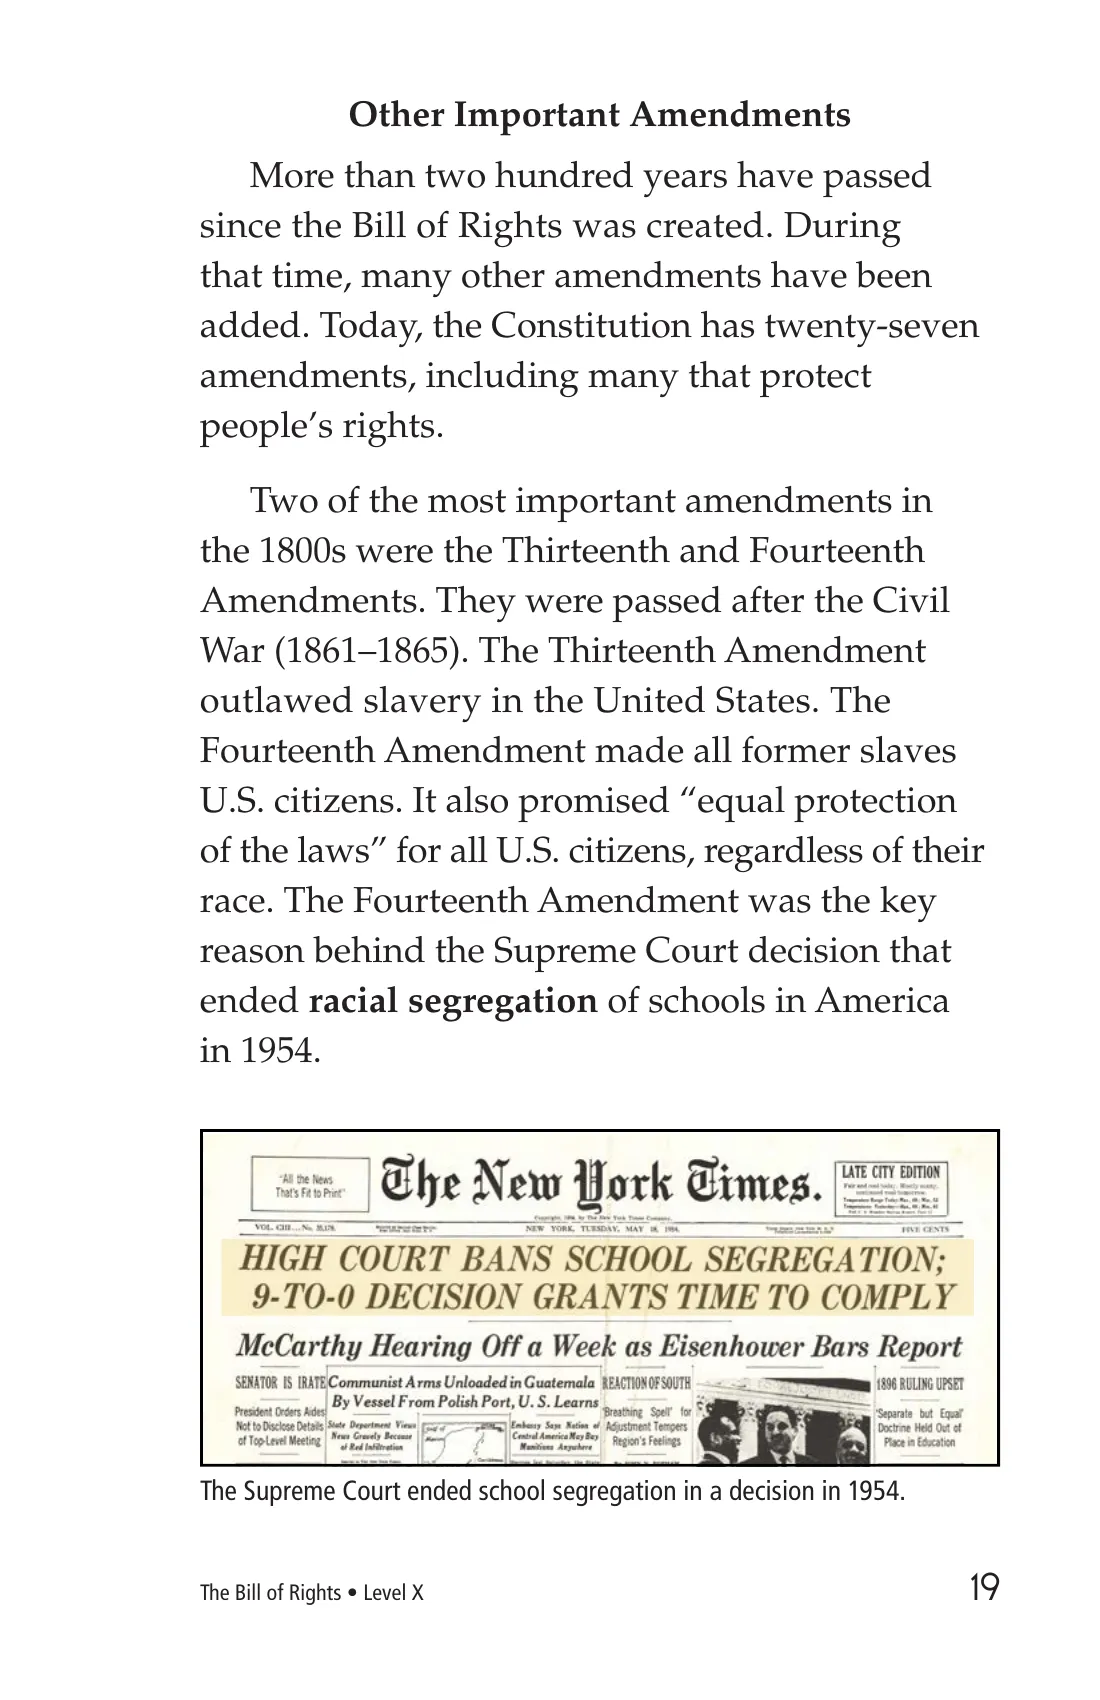 Other Important Amendments
More than two hundred years have passed
since the Bill of Rights was created. During
that time, many other amendments have been
added. Today, the Constitution has twenty-seven
amendments, including many that protect
people’s rights.
Two of the most important amendments in
the 1800s were the Thirteenth and Fourteenth
Amendments. They were passed after the Civil
War (1861–1865). The Thirteenth Amendment
outlawed slavery in the United States. The
Fourteenth Amendment made all former slaves
U.S. citizens. It also promised “equal protection
of the laws” for all U.S. citizens, regardless of their
race. The Fourteenth Amendment was the key
reason behind the Supreme Court decision that
ended racial segregation of schools in America
in 1954.
"All the News
That's Fit to Print"
The New York Times.
LATE CITY EDITION
VOL. CIII...No.
NEW YORK, TUESDAY, MAY 18, 1954.
FIVE CENTS
HIGH COURT BANS SCHOOL SEGREGATION;
9-TO-0 DECISION GRANTS TIME TO COMPLY
McCarthy Hearing Off a Week as Eisenhower Bars Report
SENATOR IS IRATE
President Orders Aides
Not to Disclose Details
of Top-Level Meeting
Communist Arms Unloaded in Guatemala
By Vessel From Polish Port, U. S. Learns
State Department Views
News Gravely Because
of Red Infiltration
Embassy Says Nation of
Central America May Buy
Munitions Anywhere
REACTION OF SOUTH
'Breathing Spell' for
Adjustment Tempers
Region's Feelings
1896 RULING UPSET
'Separate but Equal'
Doctrine Held Out of
Place in Education
The Supreme Court ended school segregation in a decision in 1954.
The Bill of Rights • Level X
19